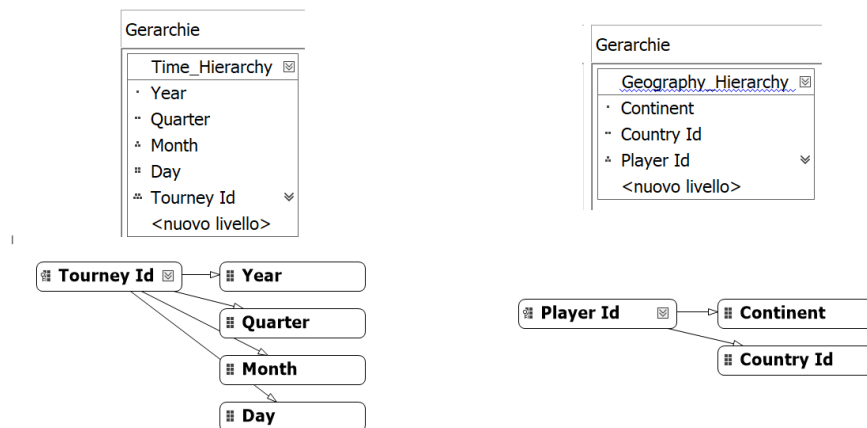 Gerarchie
Time_Hierarchy
Year
Quarter
Month
Day
Tourney Id
<nuovo livello>
Tourney Id
Year
Quarter
Month
Day
Gerarchie
Geography_Hierarchy
Continent
Country Id
Player Id
<nuovo livello>
Player Id
Continent
Country Id